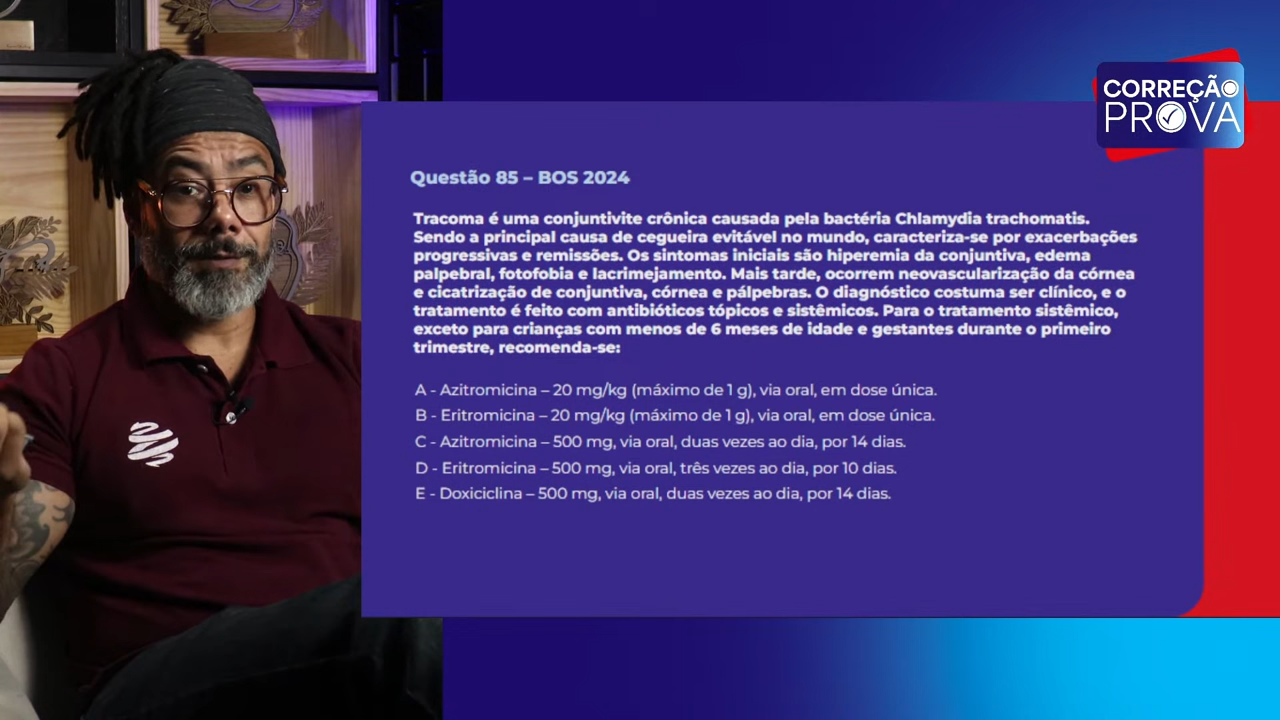 CORREÇÃO
PROVA
Questão 85 – BOS 2024
Tracoma é uma conjuntivite crônica causada pela bactéria Chlamydia trachomatis.
Sendo a principal causa de cegueira evitável no mundo, caracteriza-se por exacerbações
progressivas e remissões. Os sintomas iniciais são hiperemia da conjuntiva, edema
palpebral, fotofobia e lacrimejamento. Mais tarde, ocorrem neovascularização da córnea
e cicatrização de conjuntiva, córnea e pálpebras. O diagnóstico costuma ser clínico, e o
tratamento é feito com antibióticos tópicos e sistêmicos. Para o tratamento sistêmico,
exceto para crianças com menos de 6 meses de idade e gestantes durante o primeiro
trimestre, recomenda-se:
A - Azitromicina – 20 mg/kg (máximo de 1 g), via oral, em dose única.
B - Eritromicina – 20 mg/kg (máximo de 1 g), via oral, em dose única.
C - Azitromicina – 500 mg, via oral, duas vezes ao dia, por 14 dias.
D - Eritromicina – 500 mg, via oral, três vezes ao dia, por 10 dias.
E - Doxiciclina – 500 mg, via oral, duas vezes ao dia, por 14 dias.